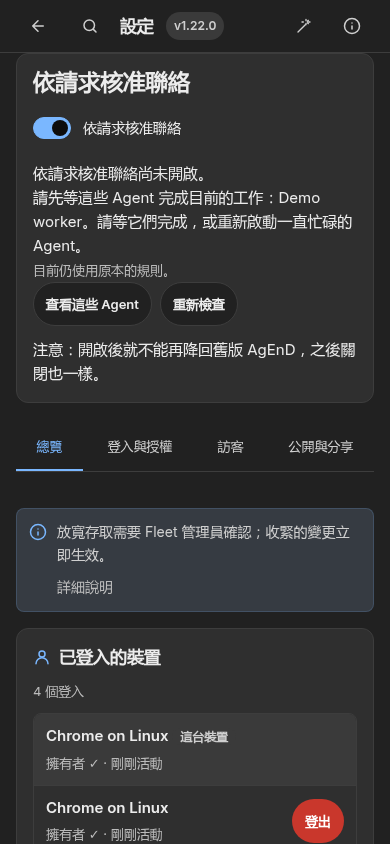 設定 v1.22.0
依請求核准聯絡
依請求核准聯絡
依請求核准聯絡尚未開啟。
請先等這些 Agent 完成目前的工作：Demo
worker。請等它們完成，或重新啟動一直忙碌的
Agent。
目前仍使用原本的規則。
查看這些 Agent 重新檢查
注意：開啟後就不能再降回舊版 AgEnD，之後關
閉也一樣。
總覽 登入與授權 訪客 公開與分享
放寬存取需要 Fleet 管理員確認；收緊的變更立
即生效。
詳細說明
已登入的裝置
4 個登入
Chrome on Linux 這台裝置
擁有者 ✓ · 剛剛活動
Chrome on Linux 登出
擁有者 ✓ · 剛剛活動